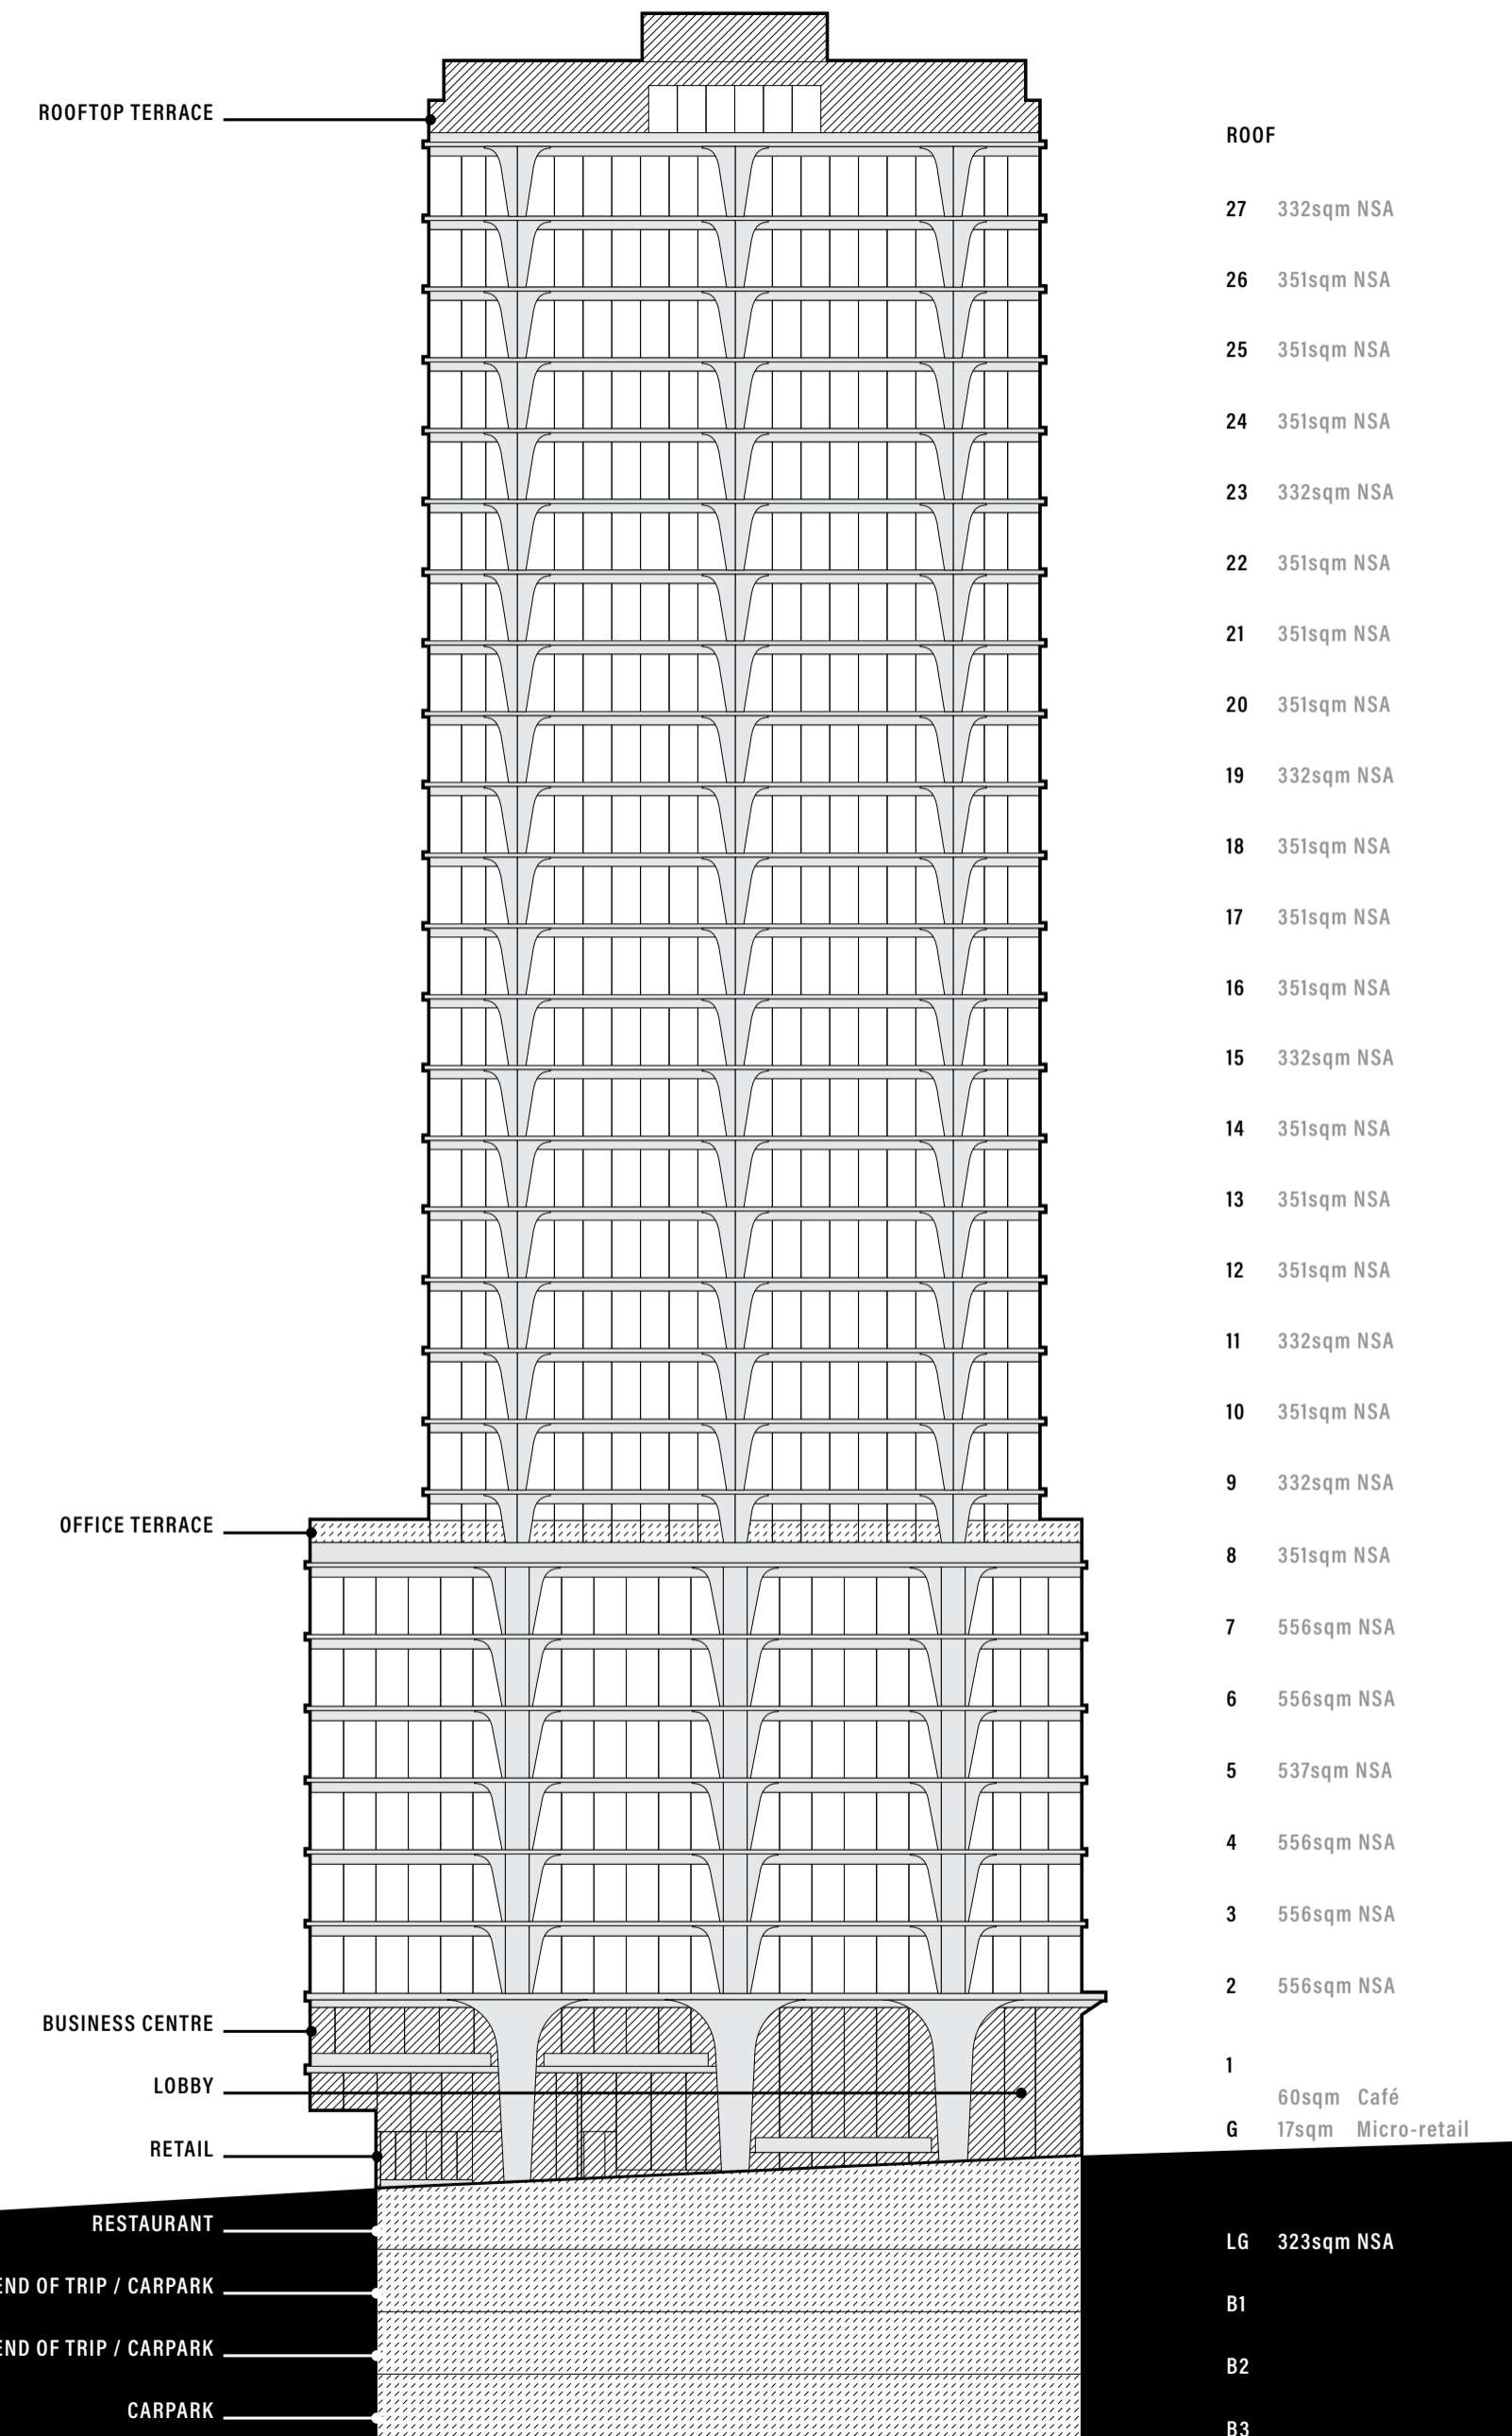 ROOFTOP TERRACE
ROOF
27 332sqm NSA
26 351sqm NSA
25 351sqm NSA
24 351sqm NSA
23 332sqm NSA
22 351sqm NSA
21 351sqm NSA
20 351sqm NSA
19 332sqm NSA
18 351sqm NSA
17 351sqm NSA
16 351sqm NSA
15 332sqm NSA
14 351sqm NSA
13 351sqm NSA
12 351sqm NSA
11 332sqm NSA
10 351sqm NSA
9 332sqm NSA
OFFICE TERRACE
8 351sqm NSA
7 556sqm NSA
6 556sqm NSA
5 537sqm NSA
4 556sqm NSA
3 556sqm NSA
2 556sqm NSA
BUSINESS CENTRE
1
LOBBY
60sqm Café
G 17sqm Micro-retail
RETAIL
RESTAURANT
LG 323sqm NSA
END OF TRIP / CARPARK
B1
END OF TRIP / CARPARK
B2
CARPARK
B3